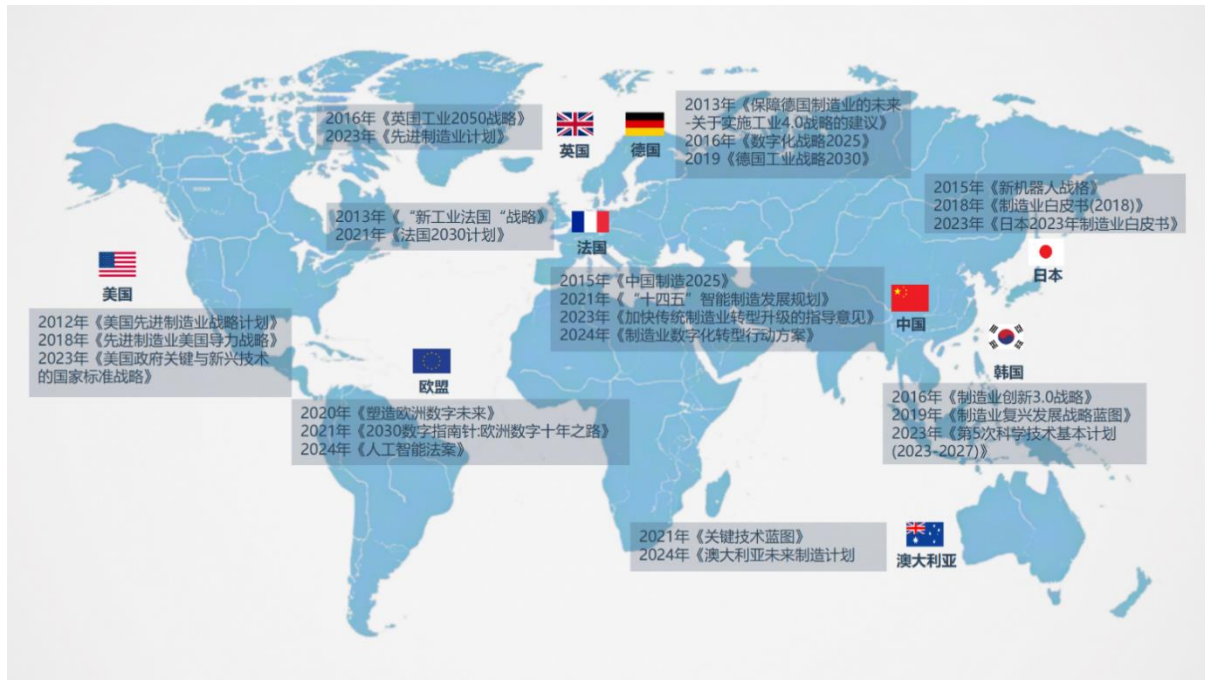 2016年《英国工业2050战略》
2023年《先进制造业计划》
英国
德国
2013年《保障德国制造业的未来
-关于实施工业4.0战略的建议》
2016年《数字化战略2025》
2019《德国工业战略2030》
2015年《新机器人战格》
2018年《制造业白皮书(2018)》
2023年《日本2023年制造业白皮书》
日本
2013年《 “新工业法国“战略》
2021年《法国2030计划》
法国
美国
2012年《美国先进制造业战略计划》
2018年《先进制造业美国导力战略》
2023年《美国政府关键与新兴技术
的国家标准战略》
2015年《中国制造2025》
2021年《 “十四五”智能制造发展规划》
2023年《加快传统制造业转型升级的指导意见》
2024年《制造业数字化转型行动方案》
中国
韩国
2016年《制造业创新3.0战略》
2019年《制造业复兴发展战略蓝图》
2023年《第5次科学技术基本计划
(2023-2027)》
欧盟
2020年《塑造欧洲数字未来》
2021年《2030数字指南针:欧洲数字十年之路》
2024年《人工智能法案》
2021年《关键技术蓝图》
2024年《澳大利亚未来制造计划
澳大利亚